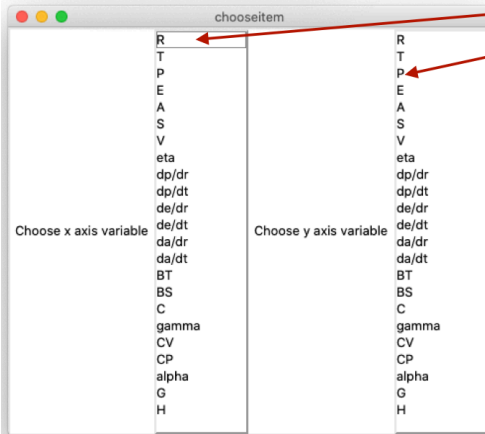 chooseitem
Choose x axis variable
R
T
P
E
A
S
V
eta
dp/dr
dp/dt
de/dr
de/dt
da/dr
da/dt
BT
BS
C
gamma
CV
CP
alpha
G
H
Choose y axis variable
R
T
P
E
A
S
V
eta
dp/dr
dp/dt
de/dr
de/dt
da/dr
da/dt
BT
BS
C
gamma
CV
CP
alpha
G
H